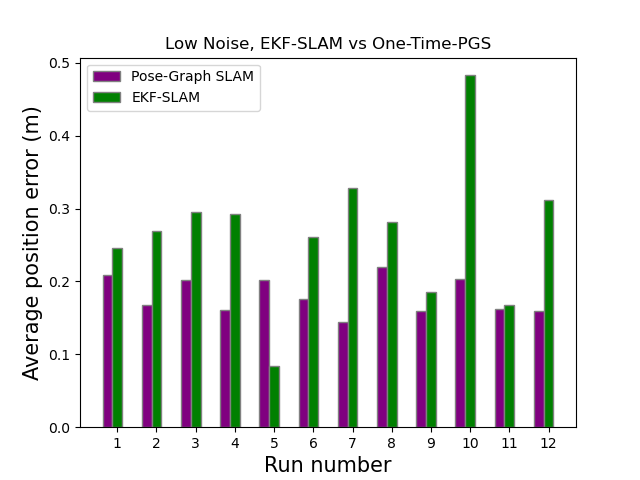 Low Noise, EKF-SLAM vs One-Time-PGS
Pose-Graph SLAM
EKF-SLAM
Average position error (m)
0.5
0.4
0.3
0.2
0.1
0.0
1 2 3 4 5 6 7 8 9 10 11 12
Run number